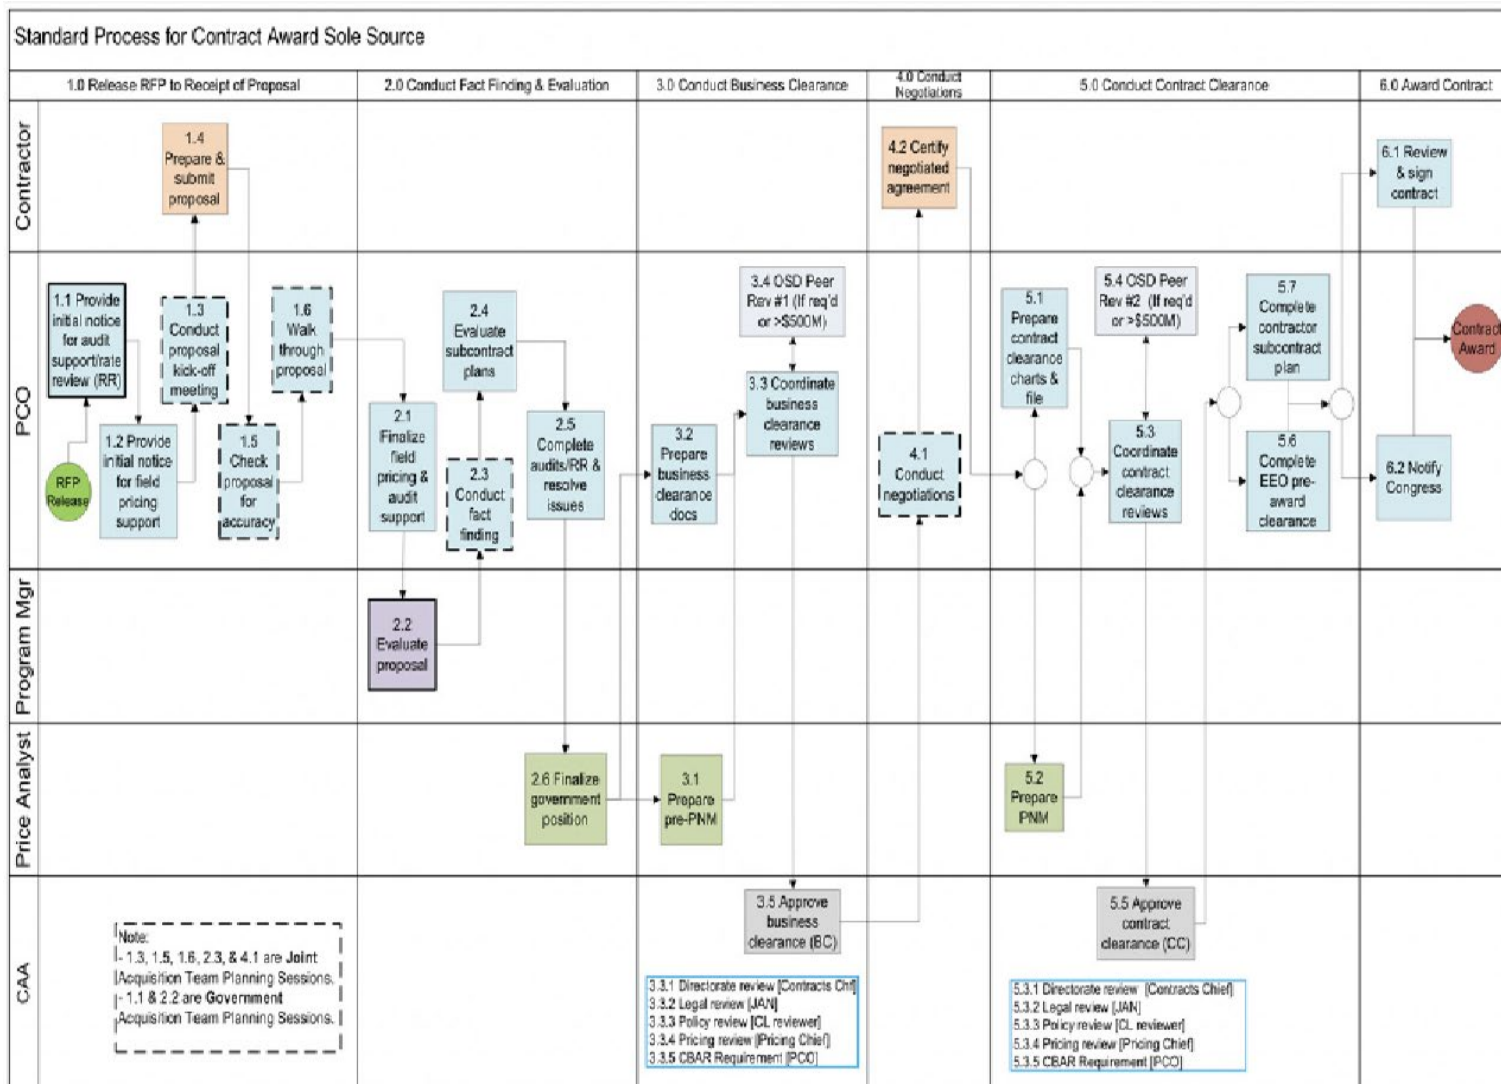 Standard Process for Contract Award Sole Source
1.0 Release RFP to Receipt of Proposal
2.0 Conduct Fact Finding & Evaluation
3.0 Conduct Business Clearance
4.0 Conduct
Negotiations
5.0 Conduct Contract Clearance
6.0 Award Contract
Contractor
1.4
Prepare &
submit
proposal
4.2 Certify
negotiated
agreement
6.1 Review
& sign
contract
PCO
RFP
Release
1.1 Provide
initial notice
for audit
support/rate
review (RR)
1.2 Provide
initial notice
for field
pricing
support
1.3
Conduct
proposal
kick-off
meeting
1.5
Check
proposal
for
accuracy
1.6
Walk
through
proposal
2.1
Finalize
field
pricing &
audit
support
2.3
Conduct
fact
finding
2.4
Evaluate
subcontract
plans
2.5
Complete
audits/RR &
resolve
issues
3.2
Prepare
business
clearance
docs
3.4 OSD Peer
Rev #1 (If req'd
or >$500M)
3.3 Coordinate
business
clearance
reviews
4.1
Conduct
negotiations
5.1
Prepare
contract
clearance
charts &
file
5.4 OSD Peer
Rev #2 (If req'd
or >$500M)
5.3
Coordinate
contract
clearance
reviews
5.7
Complete
contractor
subcontract
plan
5.6
Complete
EEO pre-
award
clearance
6.2 Notify
Congress
Contract
Award
Program Mgr
2.2
Evaluate
proposal
Price Analyst
2.6 Finalize
government
position
3.1
Prepare
pre-PNM
5.2
Prepare
PNM
CAA
Note:
- 1.3, 1.5, 1.6, 2.3, & 4.1 are Joint
Acquisition Team Planning Sessions.
- 1.1 & 2.2 are Government
Acquisition Team Planning Sessions.
3.5 Approve
business
clearance (BC)
3.3.1 Directorate review [Contracts Chf]
3.3.2 Legal review [JAN]
3.3.3 Policy review [CL reviewer]
3.3.4 Pricing review [Pricing Chief]
3.3.5 CBAR Requirement [PCO]
5.5 Approve
contract
clearance (CC)
5.3.1 Directorate review [Contracts Chief]
5.3.2 Legal review [JAN]
5.3.3 Policy review [CL reviewer]
5.3.4 Pricing review [Pricing Chief]
5.3.5 CBAR Requirement [PCO]